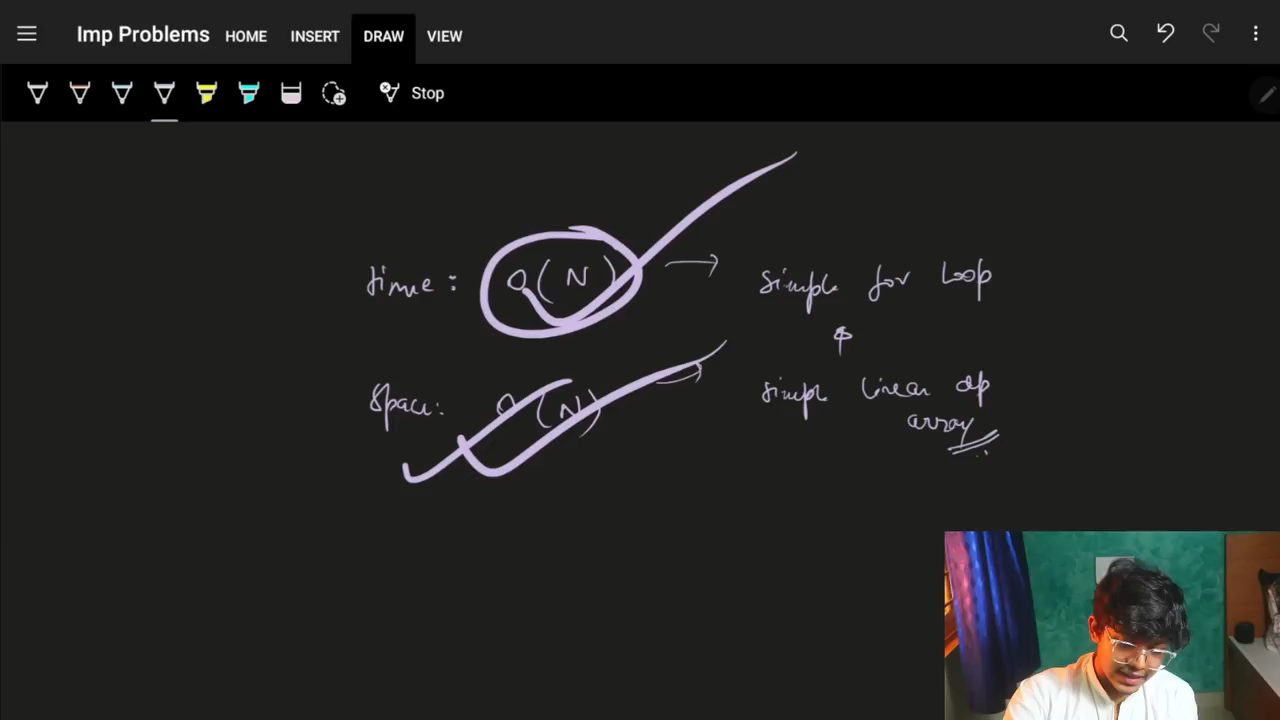 Imp Problems HOME INSERT DRAW VIEW
Stop
time: O(N) → simple for loop
Space: O(N) → simple linear dp
array